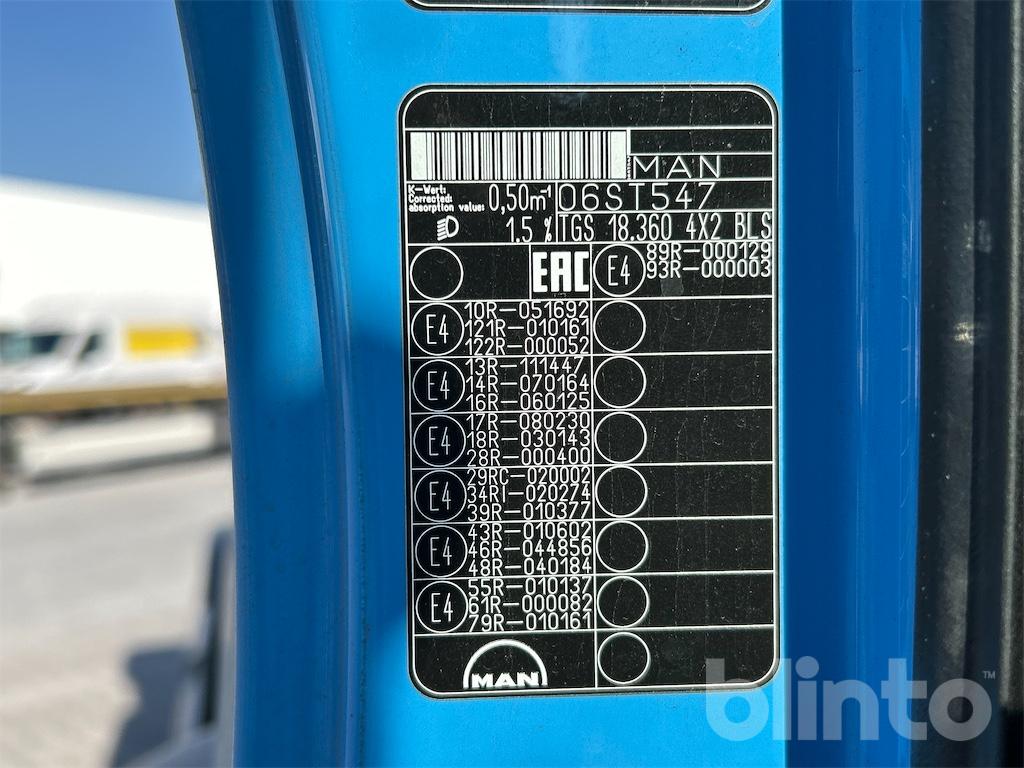 MAN
K-Wert:
Corrected
absorption value: 0,50m⁻¹
06ST547
1.5 %
TGS 18.360 4X2 BLS
EAC
E4 89R-000129
93R-000003
E4 10R-051692
121R-010161
122R-000052
E4 13R-111447
14R-070164
16R-060125
E4 17R-080230
18R-030143
28R-000400
E4 29RC-020002
34RI-020274
39R-010377
E4 43R-010602
46R-044856
48R-040184
E4 55R-010137
61R-000082
79R-010161
MAN
blinto™